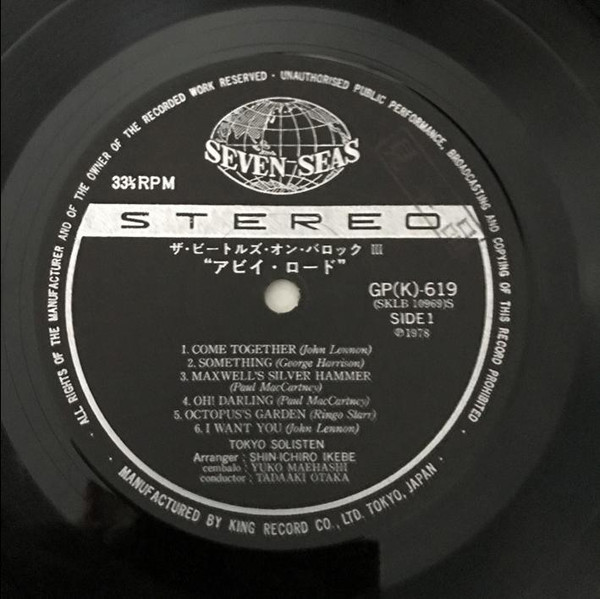 ALL RIGHTS OF THE MANUFACTURER AND OF THE OWNER OF THE RECORDED WORK RESERVED · UNAUTHORISED PUBLIC PERFORMANCE, BROADCASTING AND COPYING OF THIS RECORD PROHIBITED ·
SEVEN SEAS
33⅓RPM
STEREO
ザ・ビートルズ・オン・バロック III
“アビイ・ロード”
GP(K)-619
(SKLB 10969)S
SIDE 1
℗1978
1. COME TOGETHER (John Lennon)
2. SOMETHING (George Harrison)
3. MAXWELL'S SILVER HAMMER
(Paul MacCartney)
4. OH! DARLING (Paul MacCartney)
5. OCTOPUS'S GARDEN (Ringo Starr)
6. I WANT YOU (John Lennon)
TOKYO SOLISTEN
Arranger : SHIN-ICHIRO IKEBE
cembalo : YUKO MAEHASHI
conductor : TADAAKI OTAKA
· MANUFACTURED BY KING RECORD CO., LTD. TOKYO, JAPAN ·